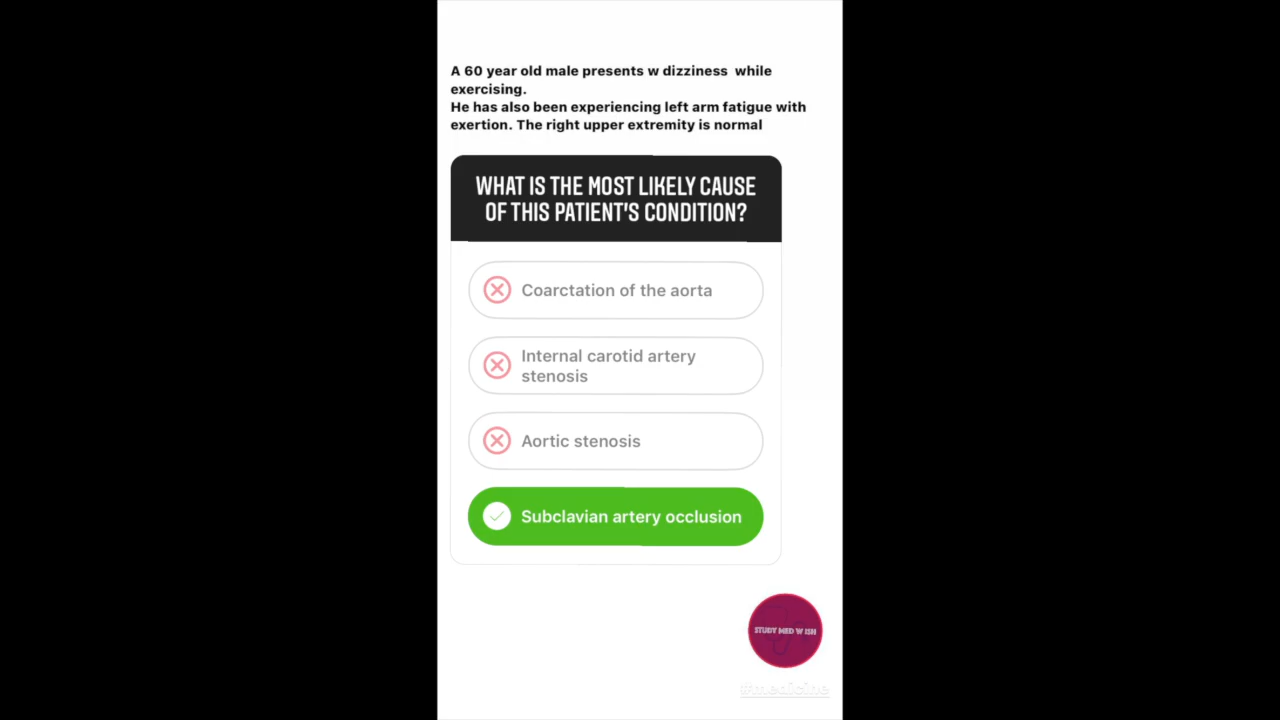 A 60 year old male presents w dizziness while
exercising.
He has also been experiencing left arm fatigue with
exertion. The right upper extremity is normal
WHAT IS THE MOST LIKELY CAUSE
OF THIS PATIENT'S CONDITION?
Coarctation of the aorta
Internal carotid artery
stenosis
Aortic stenosis
Subclavian artery occlusion
STUDY MED W ISH
#medicine